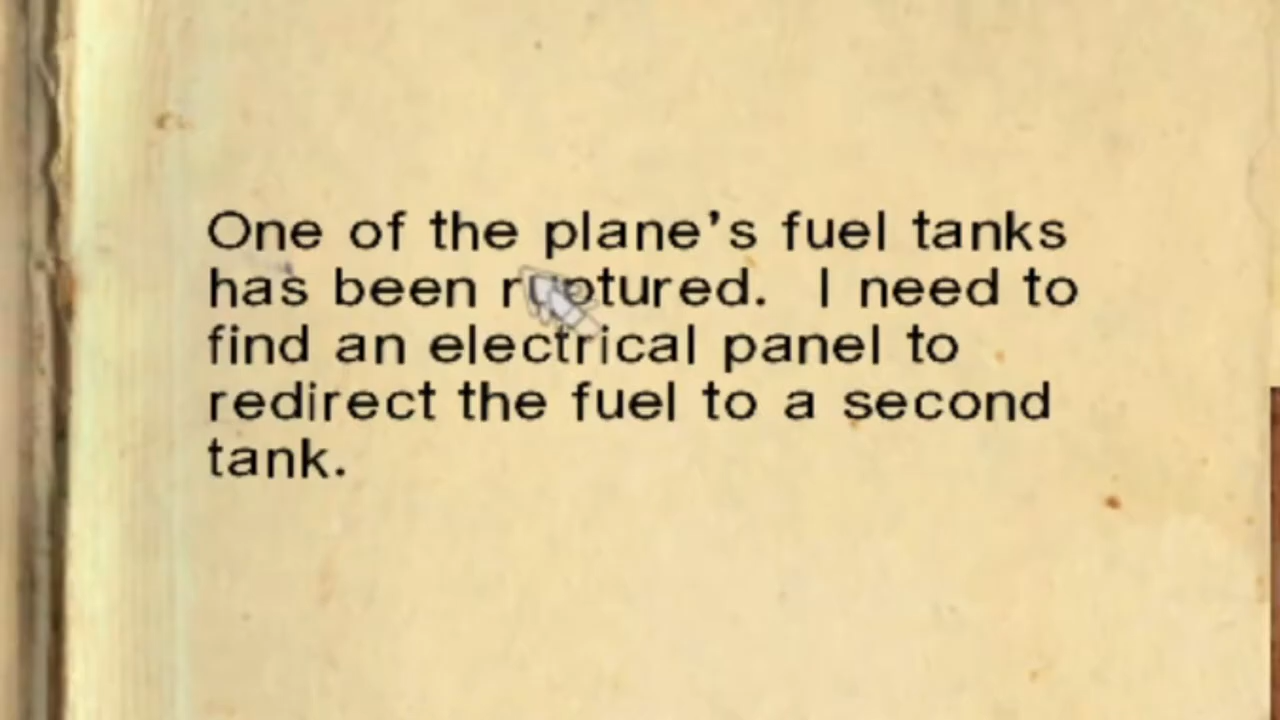 One of the plane's fuel tanks
has been ruptured.  I need to
find an electrical panel to
redirect the fuel to a second
tank.